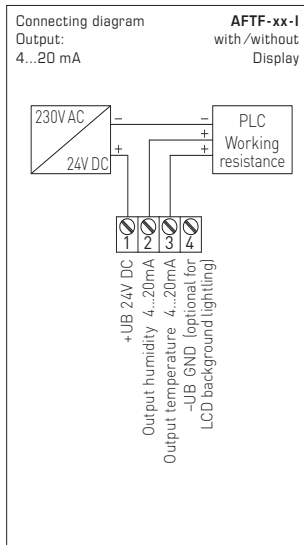 Connecting diagram
Output:
4...20 mA
AFTF-xx-I
with/without
Display
230V AC
24V DC
–
+
–
+
+
PLC
Working
resistance
1 2 3 4
+UB 24V DC
Output humidity 4...20mA
Output temperature 4...20mA
–UB GND (optional for
LCD background lightling)